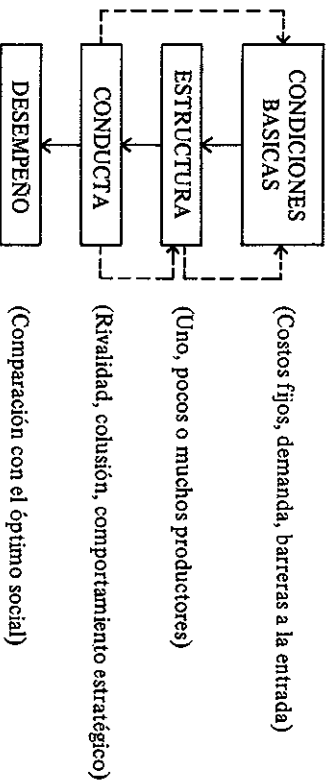 CONDICIONES
BASICAS
(Costos fijos, demanda, barreras a la entrada)
ESTRUCTURA
(Uno, pocos o muchos productores)
CONDUCTA
(Rivalidad, colusión, comportamiento estratégico)
DESEMPEÑO
(Comparación con el óptimo social)